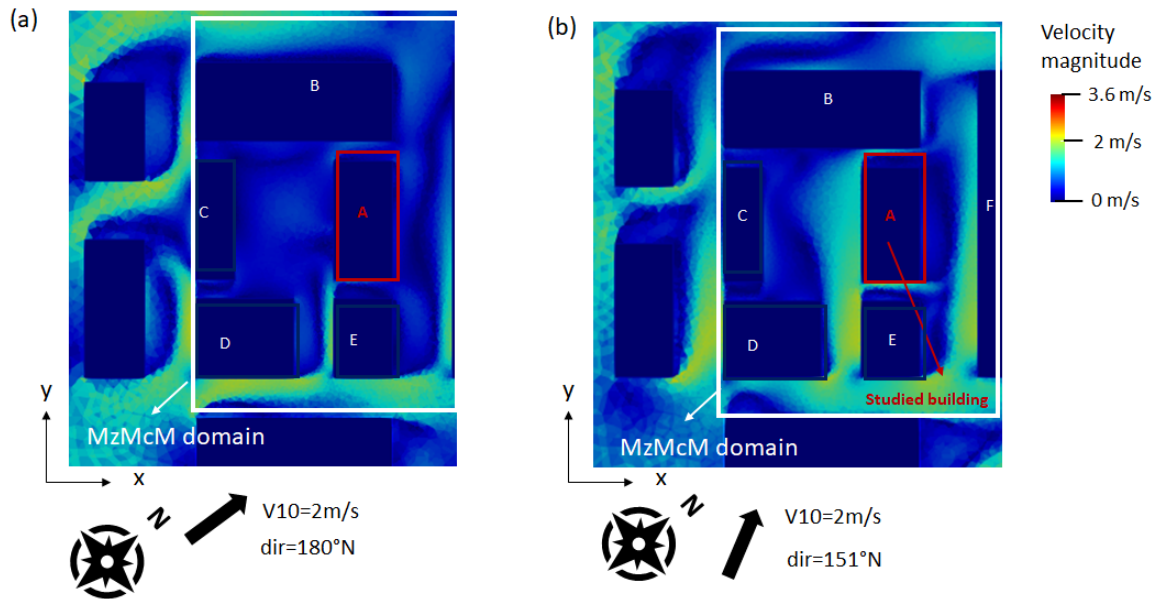 (a)
B
C
A
D
E
MzMcM domain
y
x
N
V10=2m/s
dir=180°N
(b)
B
C
A
F
D
E
Studied building
MzMcM domain
y
x
N
V10=2m/s
dir=151°N
Velocity
magnitude
3.6 m/s
2 m/s
0 m/s